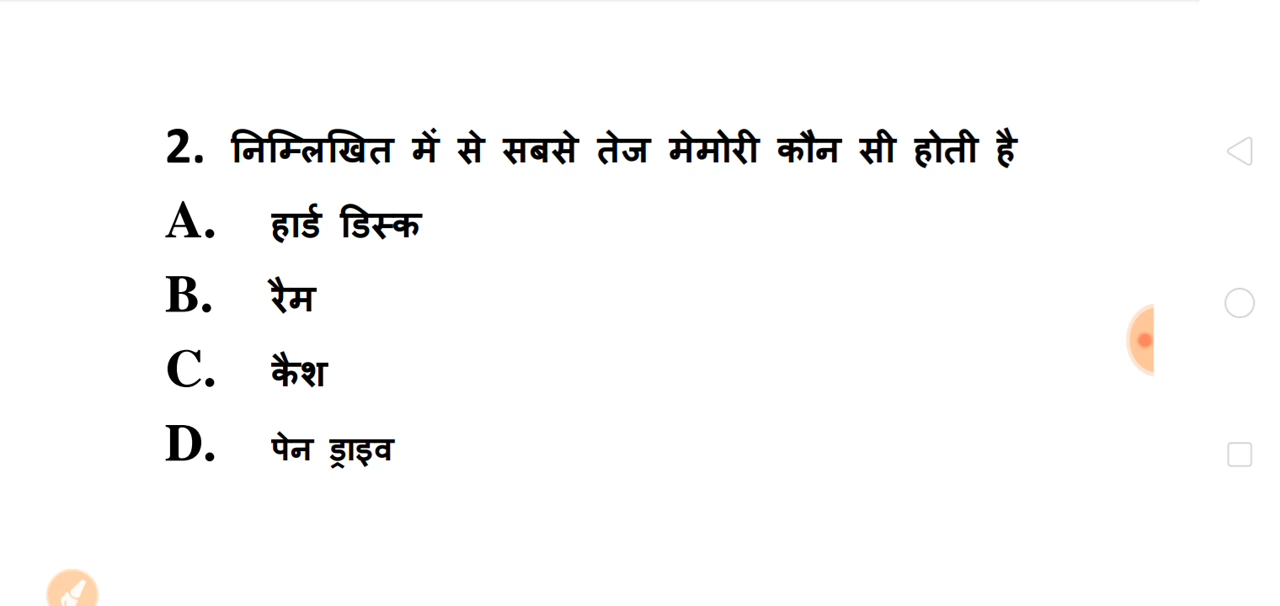 2. निम्लिखित में से सबसे तेज मेमोरी कौन सी होती है
A. हार्ड डिस्क
B. रैम
C. कैश
D. पेन ड्राइव